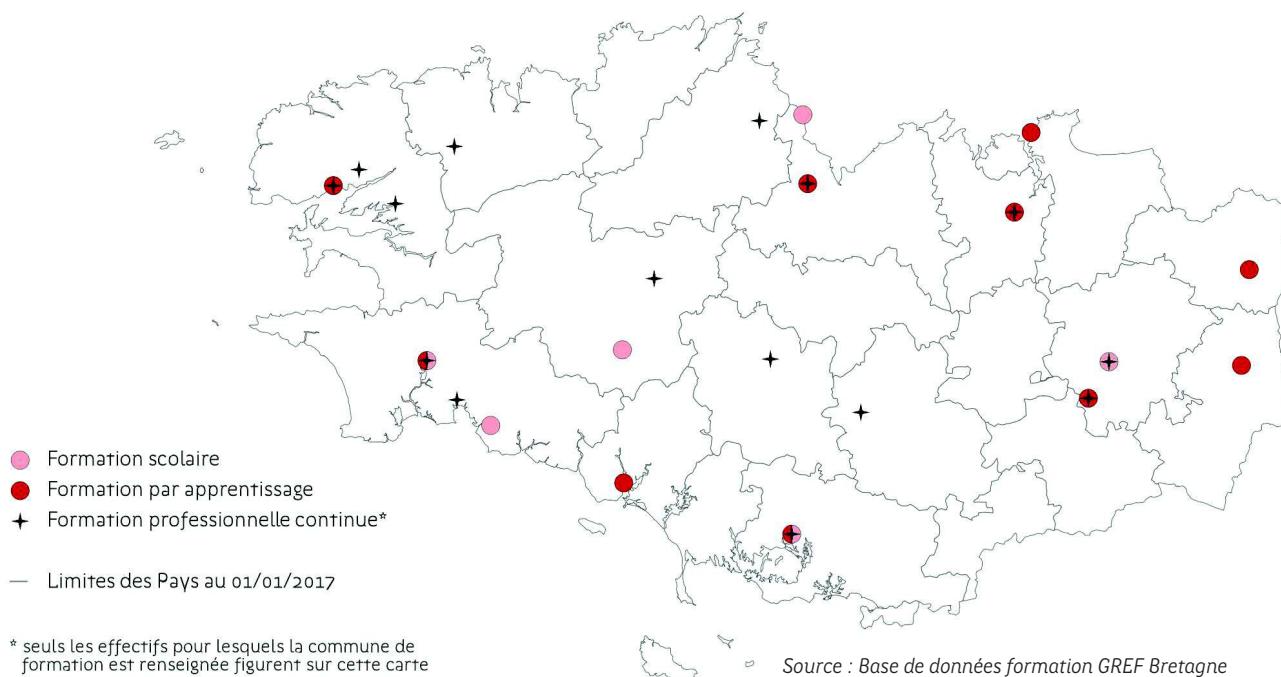 Formation scolaire
Formation par apprentissage
Formation professionnelle continue*
Limites des Pays au 01/01/2017
* seuls les effectifs pour lesquels la commune de
formation est renseignée figurent sur cette carte
Source : Base de données formation GREF Bretagne